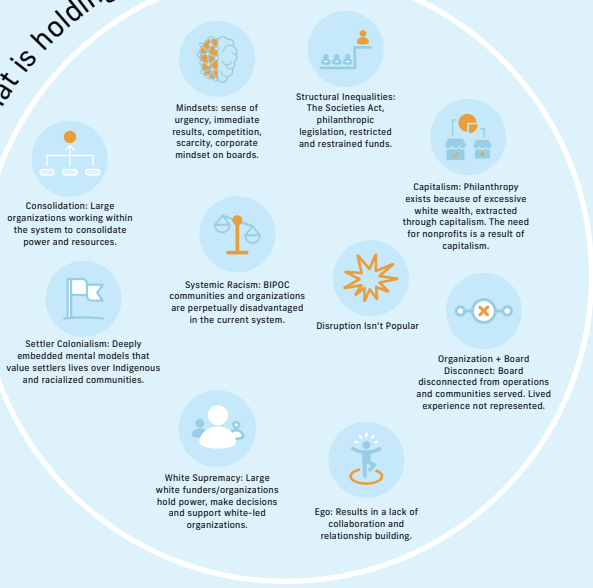 at is holding
Mindsets: sense of
urgency, immediate
results, competition,
scarcity, corporate
mindset on boards.
Structural Inequalities:
The Societies Act,
philanthropic
legislation, restricted
and restrained funds.
Capitalism: Philanthropy
exists because of excessive
white wealth, extracted
through capitalism. The need
for nonprofits is a result of
capitalism.
Consolidation: Large
organizations working within
the system to consolidate
power and resources.
Systemic Racism: BIPOC
communities and organizations
are perpetually disadvantaged
in the current system.
Disruption Isn't Popular
Settler Colonialism: Deeply
embedded mental models that
value settlers lives over Indigenous
and racialized communities.
Organization + Board
Disconnect: Board
disconnected from operations
and communities served. Lived
experience not represented.
White Supremacy: Large
white funders/organizations
hold power, make decisions
and support white-led
organizations.
Ego: Results in a lack of
collaboration and
relationship building.